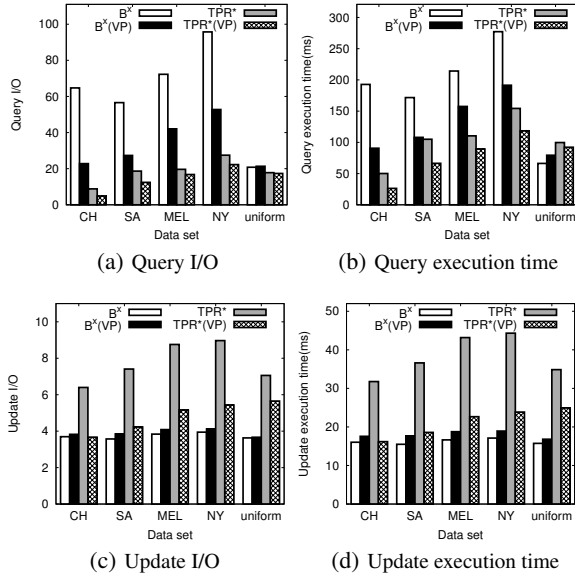 B^x TPR*
B^x(VP) TPR*(VP)
100
80
60
40
20
0
Query I/O
CH SA MEL NY uniform
Data set
(a) Query I/O
B^x TPR*
B^x(VP) TPR*(VP)
300
250
200
150
100
50
0
Query execution time(ms)
CH SA MEL NY uniform
Data set
(b) Query execution time
B^x TPR*
B^x(VP) TPR*(VP)
10
8
6
4
2
0
Update I/O
CH SA MEL NY uniform
Data set
(c) Update I/O
B^x TPR*
B^x(VP) TPR*(VP)
50
40
30
20
10
0
Update execution time(ms)
CH SA MEL NY uniform
Data set
(d) Update execution time